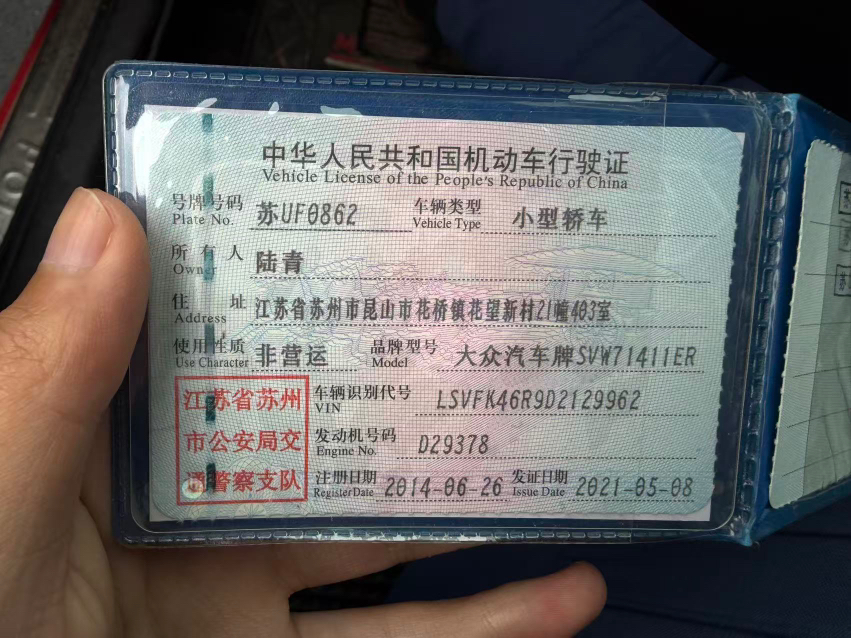 中华人民共和国机动车行驶证
Vehicle License of the People's Republic of China
号牌号码 苏UF0862 车辆类型 小型轿车
Plate No. Vehicle Type
所有人 陆青
Owner
住址 江苏省苏州市昆山市花桥镇花望新村21幢403室
Address
使用性质 非营运 品牌型号 大众汽车牌SVW71411ER
Use Character Model
江苏省苏州
市公安局交
通警察支队
车辆识别代号 LSVFK46R9D2129962
VIN
发动机号码 D29378
Engine No.
注册日期 2014-06-26 发证日期 2021-05-08
Register Date Issue Date